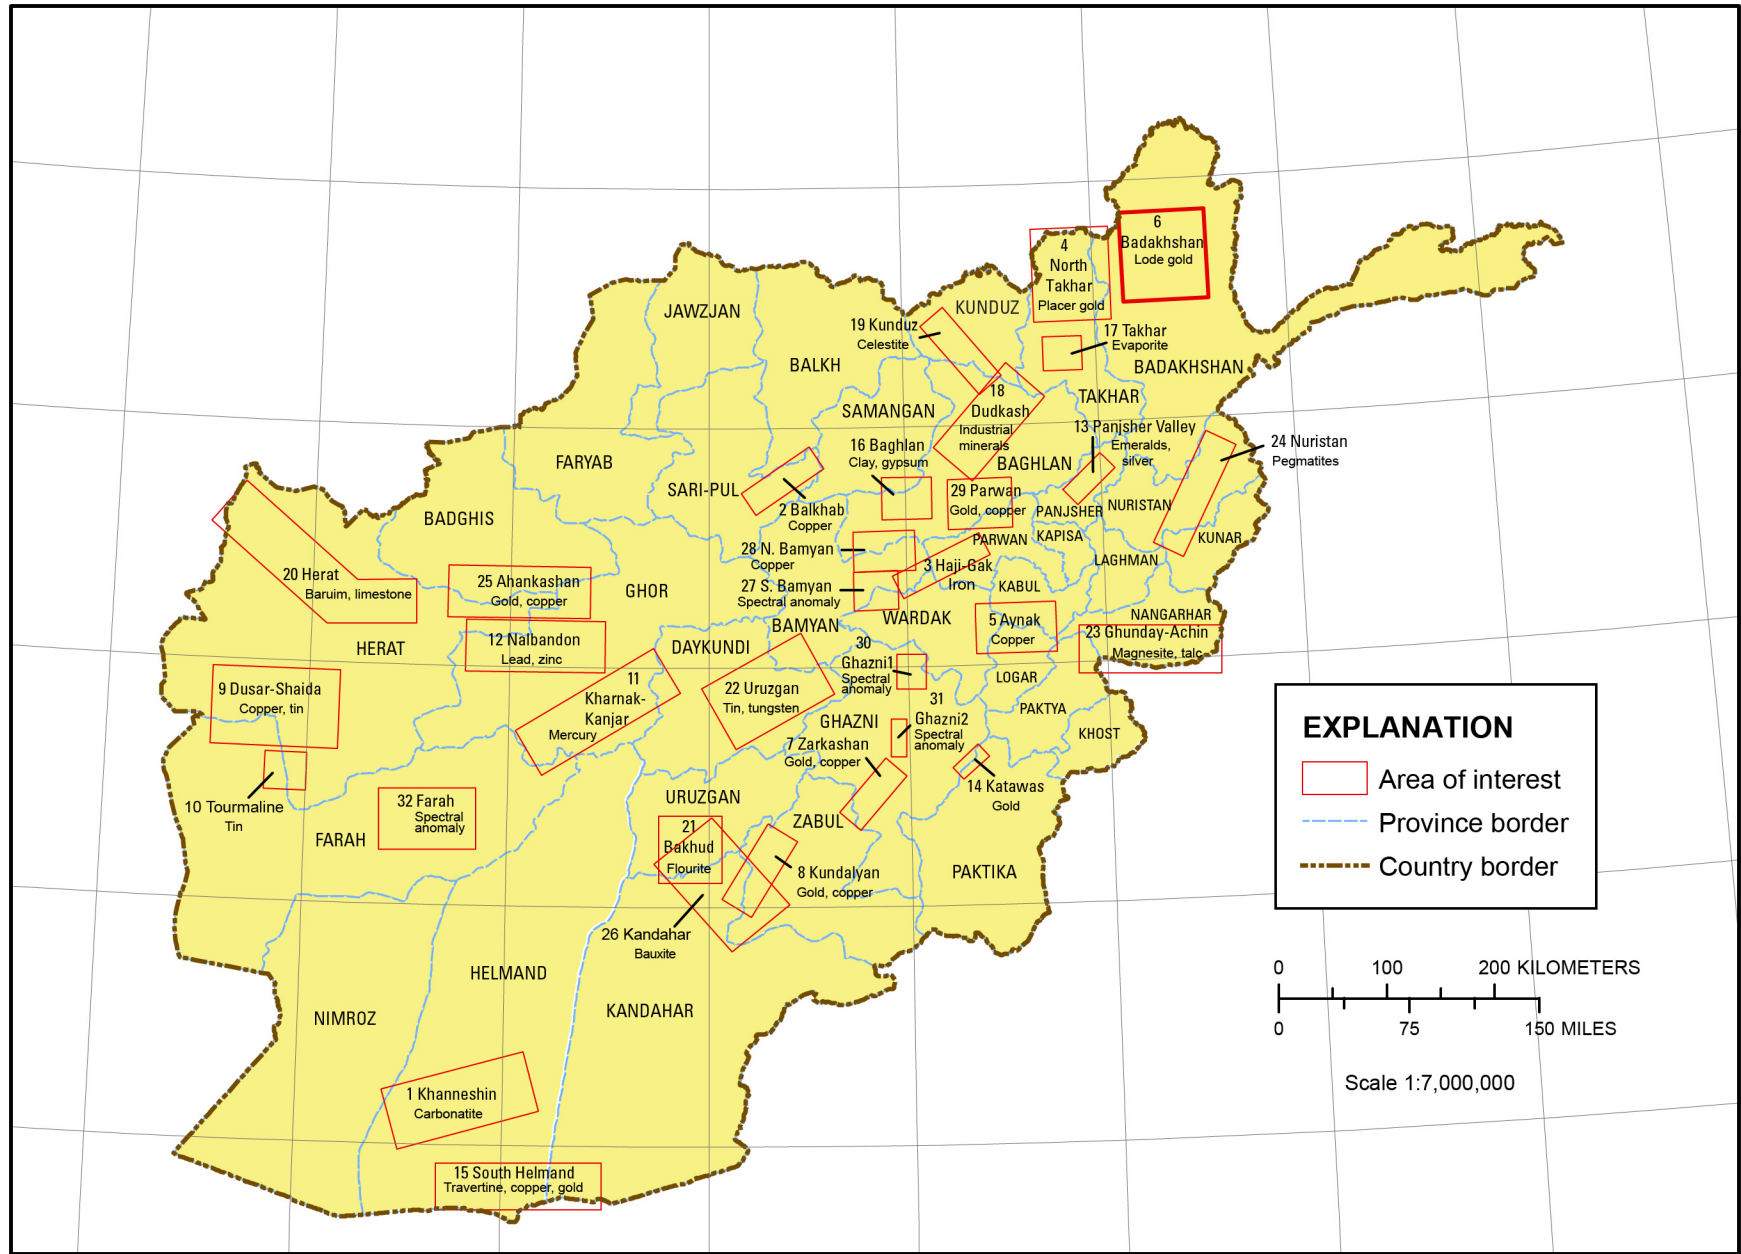 6
Badakhshan
Lode gold
4
North
Takhar
Placer gold
JAWZJAN
KUNDUZ
19 Kunduz
Celestite
17 Takhar
Evaporite
BALKH
BADAKHSHAN
SAMANGAN
TAKHAR
18
Dudkash
Industrial
minerals
13 Panjsher Valley
Emeralds,
silver
24 Nuristan
Pegmatites
16 Baghlan
Clay, gypsum
FARYAB
BAGHLAN
SARI-PUL
29 Parwan
Gold, copper
2 Balkhab
Copper
PANJSHER
NURISTAN
BADGHIS
28 N. Bamyan
Copper
PARWAN
KAPISA
KUNAR
LAGHMAN
3 Haji-Gak
Iron
20 Herat
Baruim, limestone
25 Ahankashan
Gold, copper
GHOR
27 S. Bamyan
Spectral anomaly
KABUL
WARDAK
NANGARHAR
BAMYAN
5 Aynak
Copper
23 Ghunday-Achin
Magnesite, talc
HERAT
12 Nalbandon
Lead, zinc
DAYKUNDI
30
Ghazni1
Spectral
anomaly
LOGAR
9 Dusar-Shaida
Copper, tin
11
Kharnak-
Kanjar
Mercury
22 Uruzgan
Tin, tungsten
31
Ghazni2
Spectral
anomaly
PAKTYA
GHAZNI
KHOST
7 Zarkashan
Gold, copper
14 Katawas
Gold
10 Tourmaline
Tin
32 Farah
Spectral
anomaly
URUZGAN
FARAH
ZABUL
21
Bakhud
Flourite
8 Kundalyan
Gold, copper
PAKTIKA
26 Kandahar
Bauxite
HELMAND
KANDAHAR
NIMROZ
1 Khanneshin
Carbonatite
15 South Helmand
Travertine, copper, gold
EXPLANATION
Area of interest
Province border
Country border
0 100 200 KILOMETERS
0 75 150 MILES
Scale 1:7,000,000